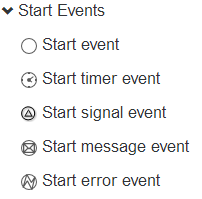 Start Events
Start event
Start timer event
Start signal event
Start message event
Start error event